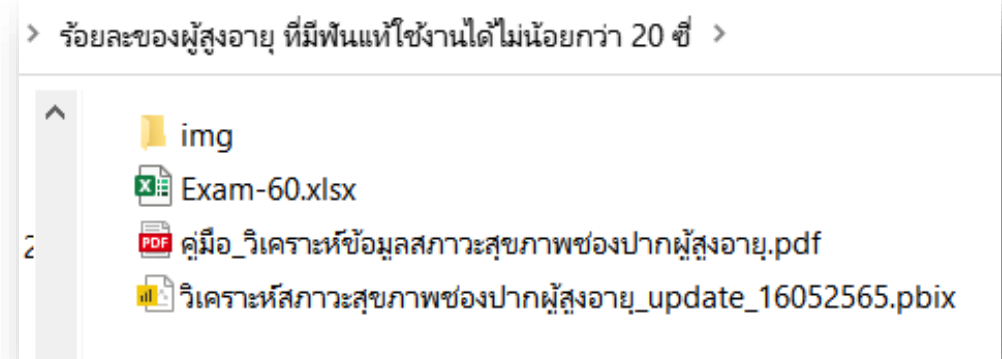 > ร้อยละของผู้สูงอายุ ที่มีฟันแท้ใช้งานได้ไม่น้อยกว่า 20 ซี่ >
img
Exam-60.xlsx
คู่มือ_วิเคราะห์ข้อมูลสภาวะสุขภาพช่องปากผู้สูงอายุ.pdf
วิเคราะห์สภาวะสุขภาพช่องปากผู้สูงอายุ_update_16052565.pbix